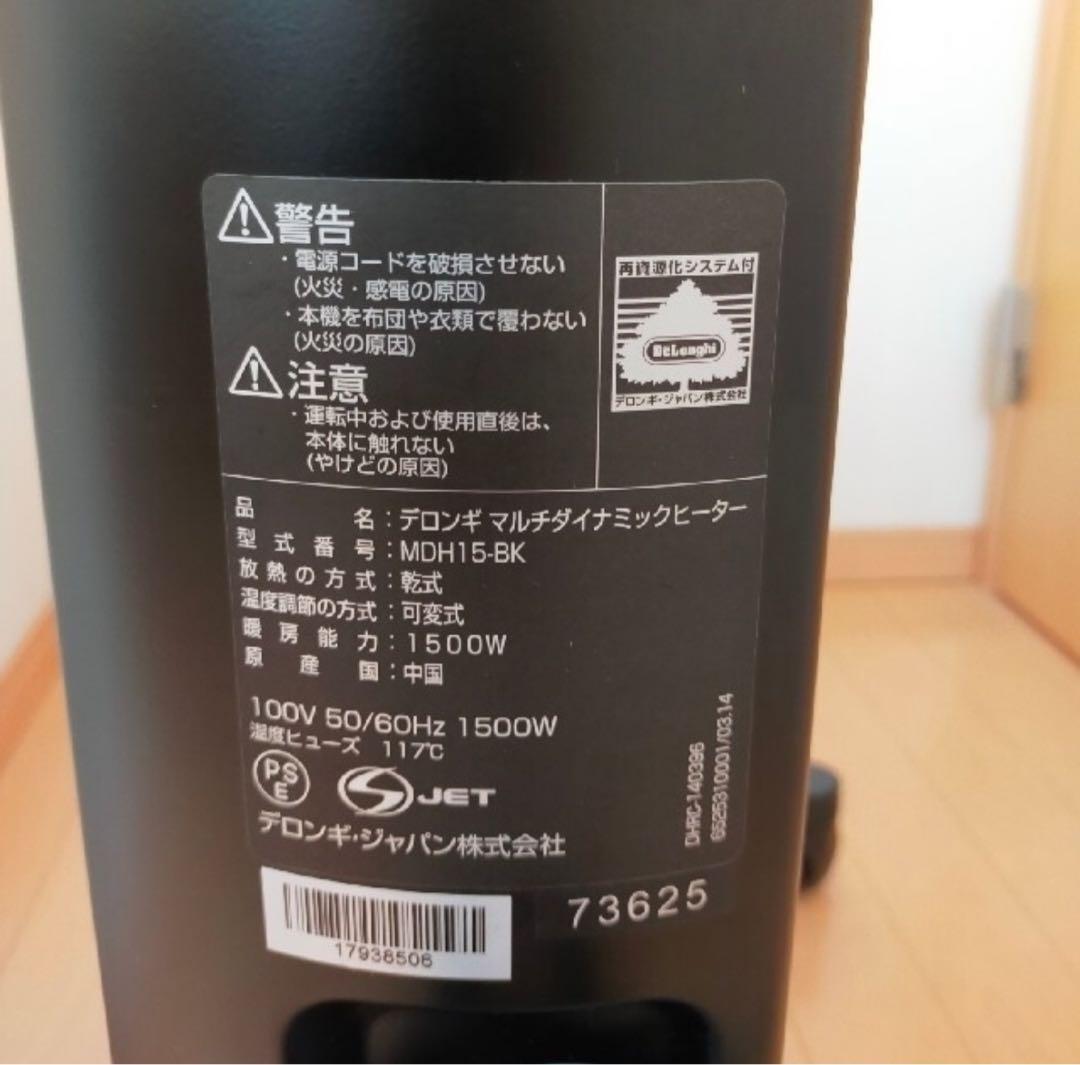 警告
・電源コードを破損させない
(火災・感電の原因)
・本機を布団や衣類で覆わない
(火災の原因)
注意
・運転中および使用直後は、
本体に触れない
(やけどの原因)
再資源化システム付
DeLonghi
デロンギ・ジャパン株式会社
品名：デロンギ マルチダイナミックヒーター
型式番号：MDH15-BK
放熱の方式：乾式
温度調節の方式：可変式
暖房能力：1500W
原産国：中国
100V 50/60Hz 1500W
温度ヒューズ 117℃
PSE
JET
デロンギ・ジャパン株式会社
DHRC-140396
6525310001/03.14
17938506
73625